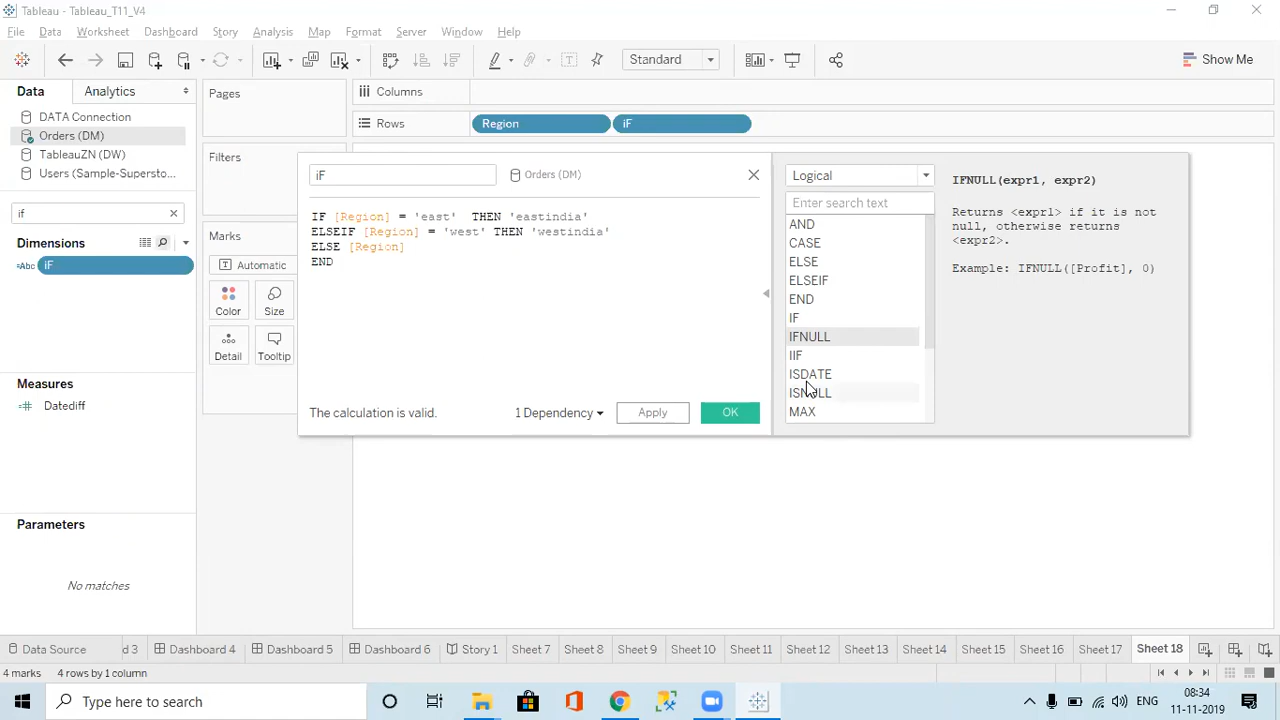 Tableau - Tableau_T11_V4
File Data Worksheet Dashboard Story Analysis Map Format Server Window Help
Standard
Show Me
Data Analytics
DATA Connection
Orders (DM)
TableauZN (DW)
Users (Sample-Supersto...
if
Dimensions
Abc iF
Measures
Datediff
Parameters
No matches
Pages
Filters
Marks
Automatic
Color Size
Detail Tooltip
Columns
Rows Region iF
iF Orders (DM)
IF [Region] = 'east' THEN 'eastindia'
ELSEIF [Region] = 'west' THEN 'westindia'
ELSE [Region]
END
The calculation is valid. 1 Dependency Apply OK
Logical
Enter search text
AND
CASE
ELSE
ELSEIF
END
IF
IFNULL
IIF
ISDATE
ISNULL
MAX
IFNULL(expr1, expr2)
Returns <expr1> if it is not
null, otherwise returns
<expr2>.
Example: IFNULL([Profit], 0)
Data Source d 3 Dashboard 4 Dashboard 5 Dashboard 6 Story 1 Sheet 7 Sheet 8 Sheet 9 Sheet 10 Sheet 11 Sheet 12 Sheet 13 Sheet 14 Sheet 15 Sheet 16 Sheet 17 Sheet 18
4 marks 4 rows by 1 column
Type here to search
ENG
08:34
11-11-2019